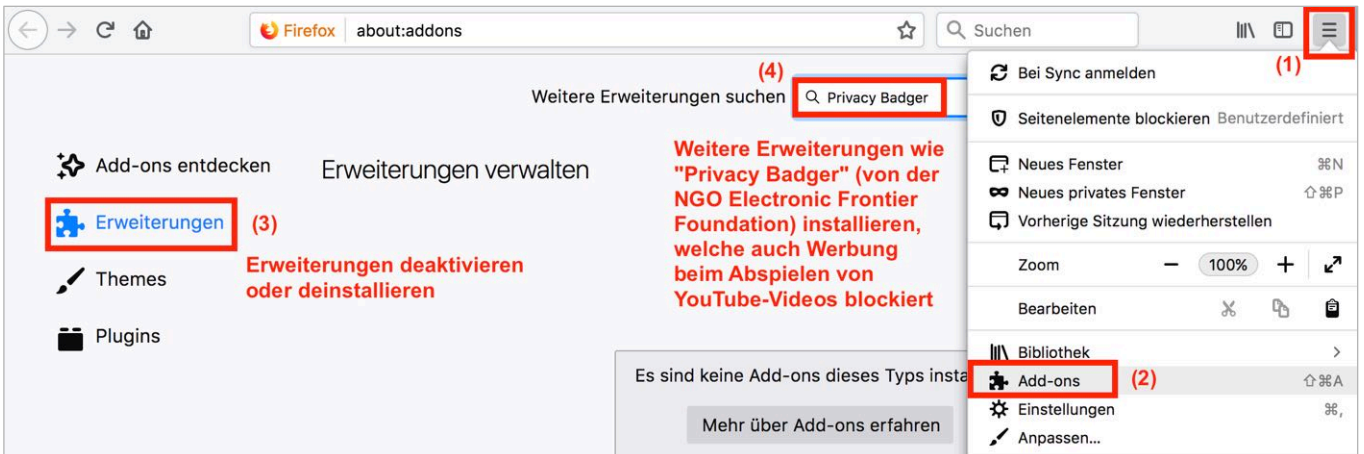 Firefox about:addons
Suchen
(1)
(4)
Weitere Erweiterungen suchen
Privacy Badger
Add-ons entdecken
Erweiterungen
(3)
Erweiterungen deaktivieren
oder deinstallieren
Themes
Plugins
Erweiterungen verwalten
Weitere Erweiterungen wie
"Privacy Badger" (von der
NGO Electronic Frontier
Foundation) installieren,
welche auch Werbung
beim Abspielen von
YouTube-Videos blockiert
Es sind keine Add-ons dieses Typs insta
Mehr über Add-ons erfahren
Bei Sync anmelden
Seitenelemente blockieren Benutzerdefiniert
Neues Fenster ⌘N
Neues privates Fenster ⇧⌘P
Vorherige Sitzung wiederherstellen
Zoom − 100% +
Bearbeiten
Bibliothek >
Add-ons (2) ⇧⌘A
Einstellungen ⌘,
Anpassen...